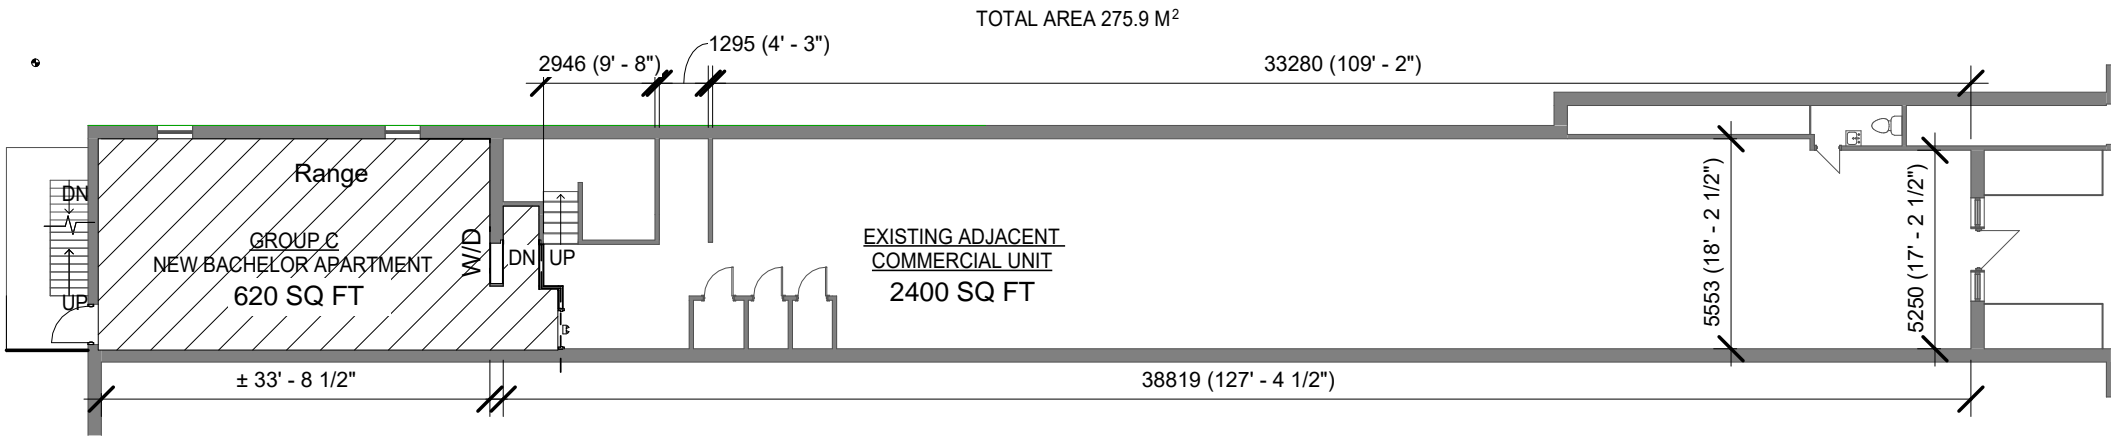 TOTAL AREA 275.9 M²
1295 (4' - 3")
2946 (9' - 8")
33280 (109' - 2")
Range
DN
GROUP C
NEW BACHELOR APARTMENT
620 SQ FT
UP
W/D
DN
UP
EXISTING ADJACENT
COMMERCIAL UNIT
2400 SQ FT
5553 (18' - 2 1/2")
5250 (17' - 2 1/2")
± 33' - 8 1/2"
38819 (127' - 4 1/2")